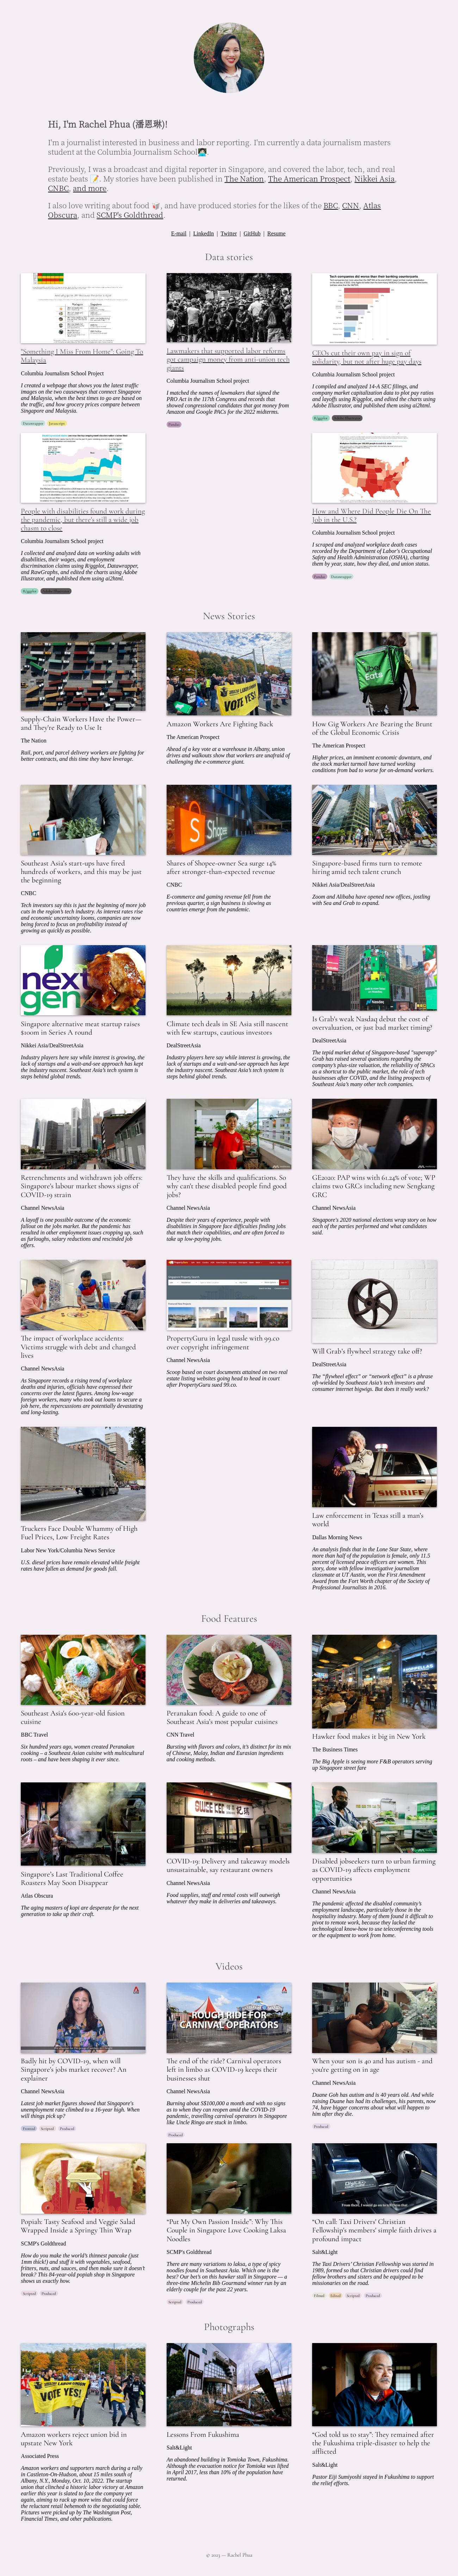 Hi, I'm Rachel Phua (潘恩琳)!
I'm a journalist interested in business and labor reporting. I'm currently a data journalism masters
student at the Columbia Journalism School
Previously, I was a broadcast and digital reporter in Singapore, and covered the labor, tech, and real
estate beats 📝. My stories have been published in The Nation, The American Prospect, Nikkei Asia,
CNBC, and more.
I also love writing about food 🥡, and have produced stories for the likes of the BBC, CNN, Atlas
Obscura, and SCMP's Goldthread.
E-mail | LinkedIn | Twitter | GitHub | Resume
Data stories
"Something I Miss From Home": Going To
Malaysia
Columbia Journalism School Project
I created a webpage that shows you the latest traffic
images on the two causeways that connect Singapore
and Malaysia, when the best times to go are based on
the traffic, and how grocery prices compare between
Singapore and Malaysia.
Datawrapper Javascript
Lawmakers that supported labor reforms
got campaign money from anti-union tech
giants
Columbia Journalism School project
I matched the names of lawmakers that signed the
PRO Act in the 117th Congress and records that
showed congressional candidates who got money from
Amazon and Google PACs for the 2022 midterms.
Pandas
Tech companies did worse than their banking counterparts
CEOs cut their own pay in sign of
solidarity, but not after huge pay days
Columbia Journalism School project
I compiled and analyzed 14-A SEC filings, and
company market capitalization data to plot pay ratios
and layoffs using R/ggplot. I then edited them using
Adobe Illustrator, and published them using ai2html.
R/ggplot Adobe Illustrator
People with disabilities found work during
the pandemic, but there's still a wide job
chasm to close
Columbia Journalism School project
I collected and analyzed data on working adults with
disabilities, their wages, and employment
discrimination claims using R/ggplot, Datawrapper,
and RawGraphs, and edited the charts using Adobe
Illustrator, and published them using ai2html.
R/ggplot Adobe Illustrator
How and Where Did People Die On The
Job in the U.S.?
Columbia Journalism School project
I scraped and analyzed workplace death cases
recorded by the Department of Labor's Occupational
Safety and Health Administration (OSHA), charting
them by year, state, how they died, and union status.
Pandas Datawrapper
News Stories
Supply-Chain Workers Have the Power—
and They're Ready to Use It
The Nation
Rail, port, and parcel delivery workers are fighting for
better contracts, and this time they have leverage.
VOTE YES!
Amazon Workers Are Fighting Back
The American Prospect
Ahead of a key vote at a warehouse in Albany, union
drives and walkouts show that workers are unafraid of
challenging the e-commerce giant.
Uber
Eats
How Gig Workers Are Bearing the Brunt
of the Global Economic Crisis
The American Prospect
Higher prices, an imminent economic downturn, and
the stock market turmoil have turned working
conditions from bad to worse for on-demand workers.
Southeast Asia's start-ups have fired
hundreds of workers, and this may be just
the beginning
CNBC
Tech investors say this is just the beginning of more job
cuts in the region's tech industry. As interest rates rise
and economic uncertainty looms, companies are now
being forced to focus on profitability instead of
growing as quickly as possible.
Shares of Shopee-owner Sea surge 14%
after stronger-than-expected revenue
CNBC
E-commerce and gaming revenue fell from the
previous quarter, a sign business is slowing as
countries emerge from the pandemic.
Singapore-based firms turn to remote
hiring amid tech talent crunch
Nikkei Asia/DealStreetAsia
Zoom and Alibaba have opened new offices, jostling
with Sea and Grab to expand.
next
gen
Singapore alternative meat startup raises
$100m in Series A round
Nikkei Asia/DealStreetAsia
Industry players here say while interest is growing, the
lack of startups and a wait-and-see approach has kept
the industry nascent. Southeast Asia's tech system is
steps behind global trends.
Climate tech deals in SE Asia still nascent
with few startups, cautious investors
DealStreetAsia
Industry players here say while interest is growing, the
lack of startups and a wait-and-see approach has kept
the industry nascent. Southeast Asia's tech system is
steps behind global trends.
Is Grab's weak Nasdaq debut the cost of
overvaluation, or just bad market timing?
DealStreetAsia
The tepid market debut of Singapore-based "superapp"
Grab has raised several questions regarding the
company's plus-size valuation, the reliability of SPACs
as a shortcut to the public market, the role of tech
businesses after COVID, and the listing prospects of
Southeast Asia's many other tech companies.
Retrenchments and withdrawn job offers:
Singapore's labour market shows signs of
COVID-19 strain
Channel NewsAsia
A layoff is one possible outcome of the economic
fallout on the jobs market. But the pandemic has
resulted in other employment issues cropping up, such
as furloughs, salary reductions and rescinded job
offers.
They have the skills and qualifications. So
why can't these disabled people find good
jobs?
Channel NewsAsia
Despite their years of experience, people with
disabilities in Singapore face difficulties finding jobs
that match their capabilities, and are often forced to
take up low-paying jobs.
GE2020: PAP wins with 61.24% of vote; WP
claims two GRCs including new Sengkang
GRC
Channel NewsAsia
Singapore's 2020 national elections wrap story on how
each of the parties performed and what candidates
said.
The impact of workplace accidents:
Victims struggle with debt and changed
lives
Channel NewsAsia
As Singapore records a rising trend of workplace
deaths and injuries, officials have expressed their
concerns over the latest figures. Among low-wage
foreign workers, many who took out loans to secure a
job here, the repercussions are potentially devastating
and long-lasting.
PropertyGuru in legal tussle with 99.co
over copyright infringement
Channel NewsAsia
Scoop based on court documents attained on two real
estate listing websites going head to head in court
after PropertyGuru sued 99.co.
Will Grab's flywheel strategy take off?
DealStreetAsia
The "flywheel effect" or "network effect" is a phrase
oft-wielded by Southeast Asia's tech investors and
consumer internet bigwigs. But does it really work?
Truckers Face Double Whammy of High
Fuel Prices, Low Freight Rates
Labor New York/Columbia News Service
U.S. diesel prices have remain elevated while freight
rates have fallen as demand for goods fall.
SHERIFF
Law enforcement in Texas still a man's
world
Dallas Morning News
An analysis finds that in the Lone Star State, where
more than half of the population is female, only 11.5
percent of licensed peace officers are women. This
story, done with fellow investigative journalism
classmate at UT Austin, won the First Amendment
Award from the Fort Worth chapter of the Society of
Professional Journalists in 2016.
Food Features
Southeast Asia's 600-year-old fusion
cuisine
BBC Travel
Six hundred years ago, women created Peranakan
cooking – a Southeast Asian cuisine with multicultural
roots – and have been shaping it ever since.
Peranakan food: A guide to one of
Southeast Asia's most popular cuisines
CNN Travel
Bursting with flavors and colors, it's distinct for its mix
of Chinese, Malay, Indian and Eurasian ingredients
and cooking methods.
Hawker food makes it big in New York
The Business Times
The Big Apple is seeing more F&B operators serving
up Singapore street fare
Singapore's Last Traditional Coffee
Roasters May Soon Disappear
Atlas Obscura
The aging masters of kopi are desperate for the next
generation to take up their craft.
COVID-19: Delivery and takeaway models
unsustainable, say restaurant owners
Channel NewsAsia
Food supplies, staff and rental costs will outweigh
whatever they make in deliveries and takeaways.
Disabled jobseekers turn to urban farming
as COVID-19 affects employment
opportunities
Channel NewsAsia
The pandemic affected the disabled community's
employment landscape, particularly those in the
hospitality industry. Many of them found it difficult to
pivot to remote work, because they lacked the
technological know-how to use teleconferencing tools
or the equipment to work from home.
Videos
Badly hit by COVID-19, when will
Singapore's jobs market recover? An
explainer
Channel NewsAsia
Latest job market figures showed that Singapore's
unemployment rate climbed to a 16-year high. When
will things pick up?
Scripted Produced
ROUGH RIDE FOR
CARNIVAL OPERATORS
The end of the ride? Carnival operators
left in limbo as COVID-19 keeps their
businesses shut
Channel NewsAsia
Burning about S$100,000 a month and with no signs
as to when they can reopen amid the COVID-19
pandemic, travelling carnival operators in Singapore
like Uncle Ringo are stuck in limbo.
Produced
When your son is 40 and has autism - and
you're getting on in age
Channel NewsAsia
Duane Goh has autism and is 40 years old. And while
raising Duane has had its challenges, his parents, now
74, have bigger concerns about what will happen to
him after they die.
Produced
Popiah: Tasty Seafood and Veggie Salad
Wrapped Inside a Springy Thin Wrap
SCMP's Goldthread
How do you make the world's thinnest pancake (just
1mm thick!) and stuff it with vegetables, seafood,
fritters, nuts, and sauces, and then make sure it doesn't
break? This 84-year-old popiah shop in Singapore
shows us exactly how.
Scripted Produced
"Put My Own Passion Inside": Why This
Couple in Singapore Love Cooking Laksa
Noodles
SCMP's Goldthread
There are many variations to laksa, a type of spicy
noodles found in Southeast Asia. Which one is the
best? Our bet's on this hawker stall in Singapore — a
three-time Michelin Bib Gourmand winner run by an
elderly couple for the past 22 years.
Scripted Produced
"On call: Taxi Drivers' Christian
Fellowship's members' simple faith drives a
profound impact
Salt&Light
The Taxi Drivers' Christian Fellowship was started in
1989, formed so that Christian drivers could find
fellow brothers and sisters and be equipped to be
missionaries on the road.
Filmed Edited Scripted Produced
Photographs
VOTE YES!
Amazon workers reject union bid in
upstate New York
Associated Press
Amazon workers and supporters march during a rally
in Castleton-On-Hudson, about 15 miles south of
Albany, N.Y., Monday, Oct. 10, 2022. The startup
union that clinched a historic labor victory at Amazon
earlier this year is slated to face the company yet
again, aiming to rack up more wins that could force
the reluctant retail behemoth to the negotiating table.
Pictures were picked up by The Washington Post,
Financial Times, and other publications.
Lessons From Fukushima
Salt&Light
An abandoned building in Tomioka Town, Fukushima.
Although the evacuation notice for Tomioka was lifted
in April 2017, less than 10% of the population have
returned.
"God told us to stay": They remained after
the Fukushima triple-disaster to help the
afflicted
Salt&Light
Pastor Eiji Sumiyoshi stayed in Fukushima to support
the relief efforts.
© 2023 — Rachel Phua